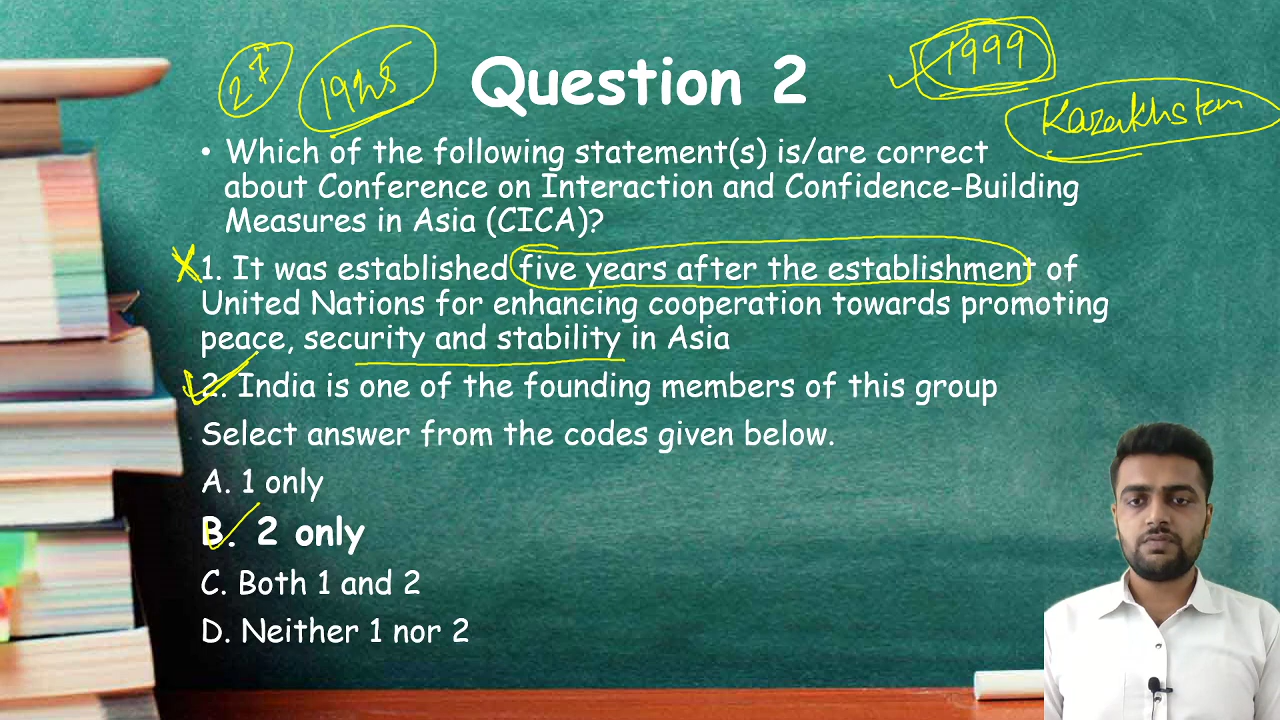 27
1945
1999
Kazakhstan
Question 2
• Which of the following statement(s) is/are correct
about Conference on Interaction and Confidence-Building
Measures in Asia (CICA)?
1. It was established five years after the establishment of
United Nations for enhancing cooperation towards promoting
peace, security and stability in Asia
2. India is one of the founding members of this group
Select answer from the codes given below.
A. 1 only
B. 2 only
C. Both 1 and 2
D. Neither 1 nor 2